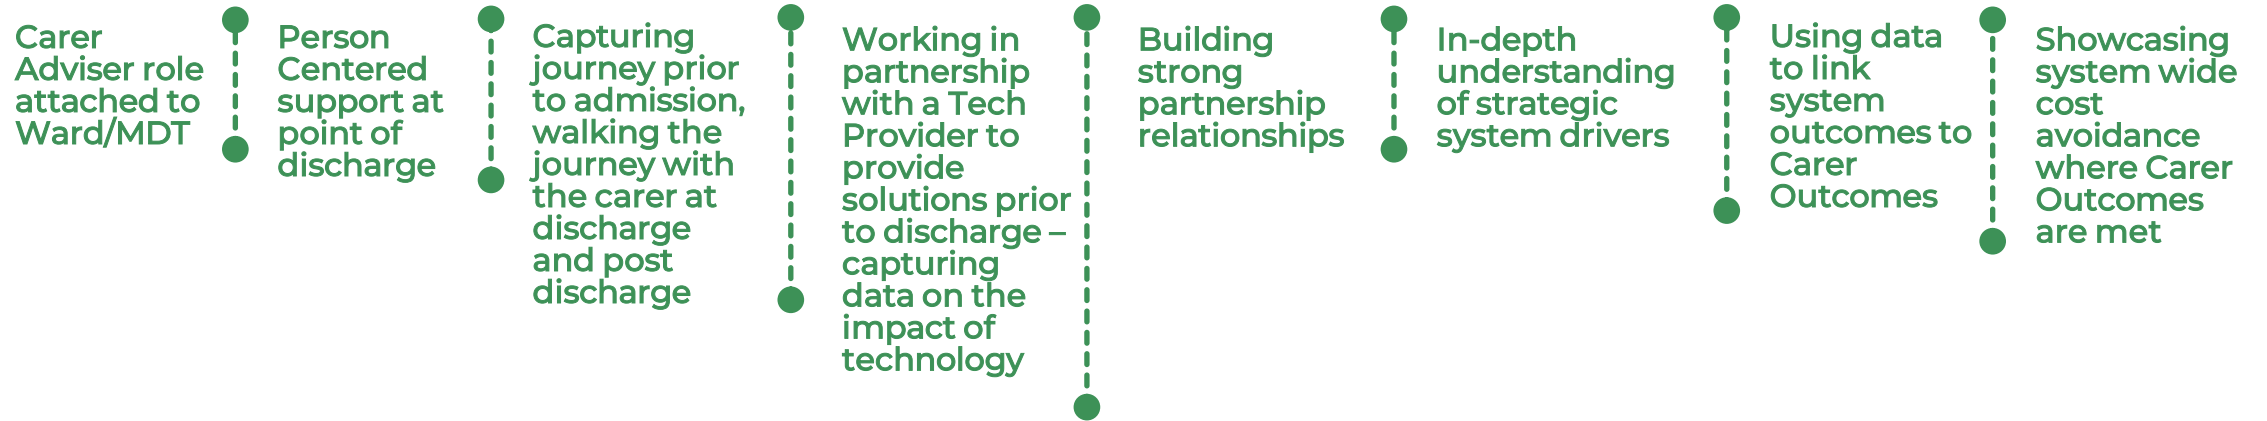 Carer
Adviser role
attached to
Ward/MDT
Person
Centered
support at
point of
discharge
Capturing
journey prior
to admission,
walking the
journey with
the carer at
discharge
and post
discharge
Working in
partnership
with a Tech
Provider to
provide
solutions prior
to discharge –
capturing
data on the
impact of
technology
Building
strong
partnership
relationships
In-depth
understanding
of strategic
system drivers
Using data
to link
system
outcomes to
Carer
Outcomes
Showcasing
system wide
cost
avoidance
where Carer
Outcomes
are met